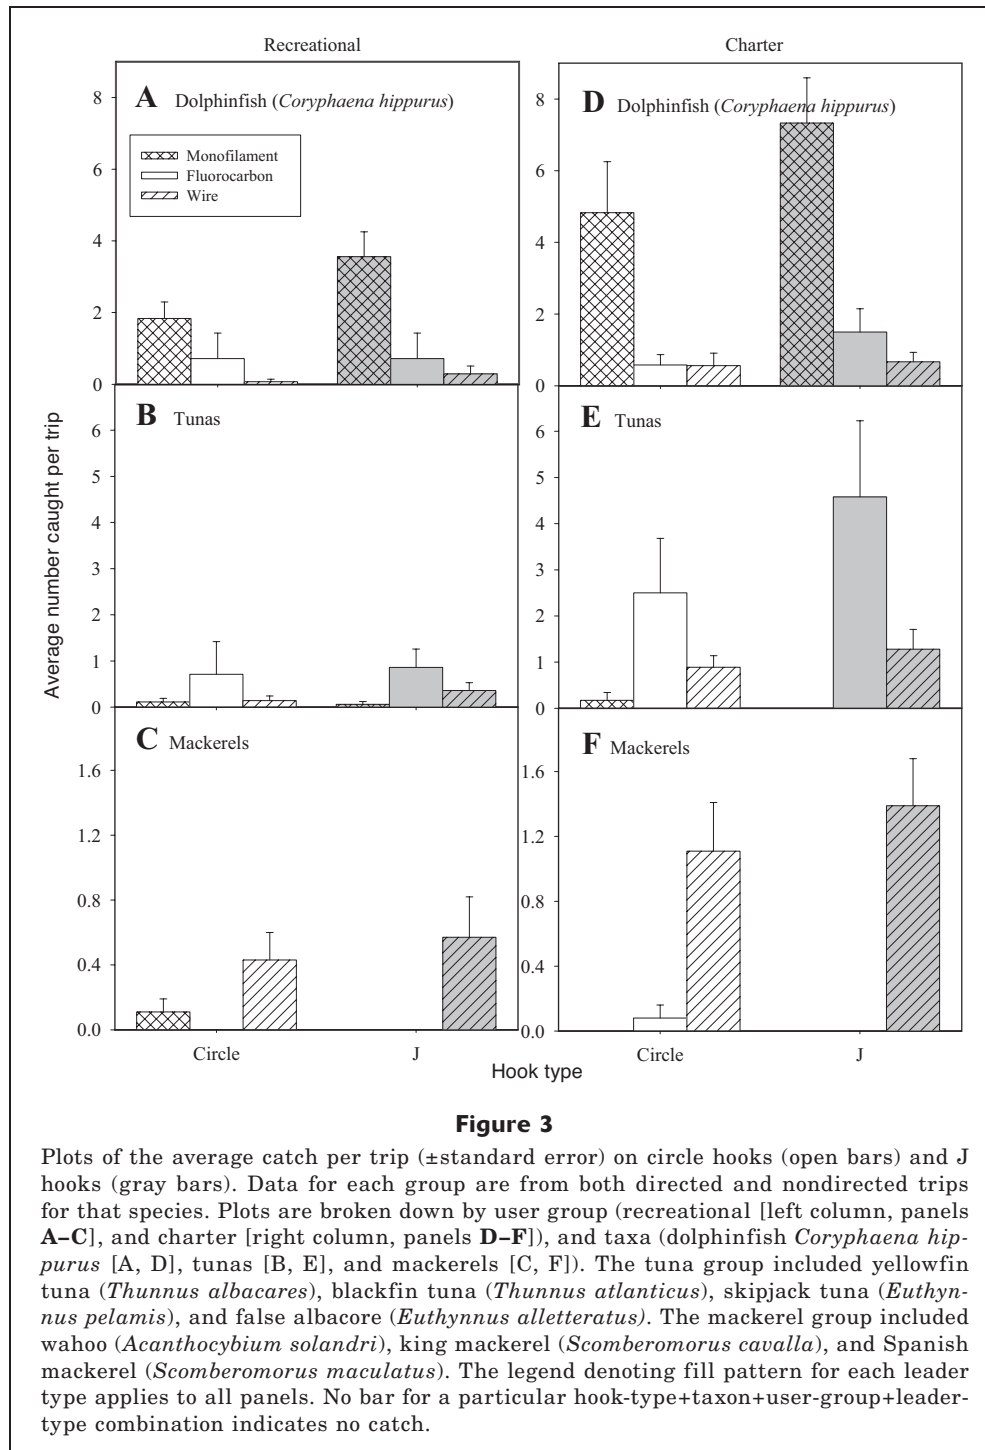 Recreational
Charter
A Dolphinfish (Coryphaena hippurus)
Monofilament
Fluorocarbon
Wire
8
6
4
2
0
D
Dolphinfish (Coryphaena hippurus)
8
6
4
2
0
B Tunas
6
5
4
3
2
1
0
E Tunas
6
5
4
3
2
1
0
C Mackerels
1.6
1.2
0.8
0.4
0.0
F Mackerels
1.6
1.2
0.8
0.4
0.0
Average number caught per trip
Circle
J
Circle
J
Hook type
Figure 3
Plots of the average catch per trip (±standard error) on circle hooks (open bars) and J
hooks (gray bars). Data for each group are from both directed and nondirected trips
for that species. Plots are broken down by user group (recreational [left column, panels
A–C], and charter [right column, panels D–F]), and taxa (dolphinfish Coryphaena hip-
purus [A, D], tunas [B, E], and mackerels [C, F]). The tuna group included yellowfin
tuna (Thunnus albacares), blackfin tuna (Thunnus atlanticus), skipjack tuna (Euthyn-
nus pelamis), and false albacore (Euthynnus alletteratus). The mackerel group included
wahoo (Acanthocybium solandri), king mackerel (Scomberomorus cavalla), and Spanish
mackerel (Scomberomorus maculatus). The legend denoting fill pattern for each leader
type applies to all panels. No bar for a particular hook-type+taxon+user-group+leader-
type combination indicates no catch.